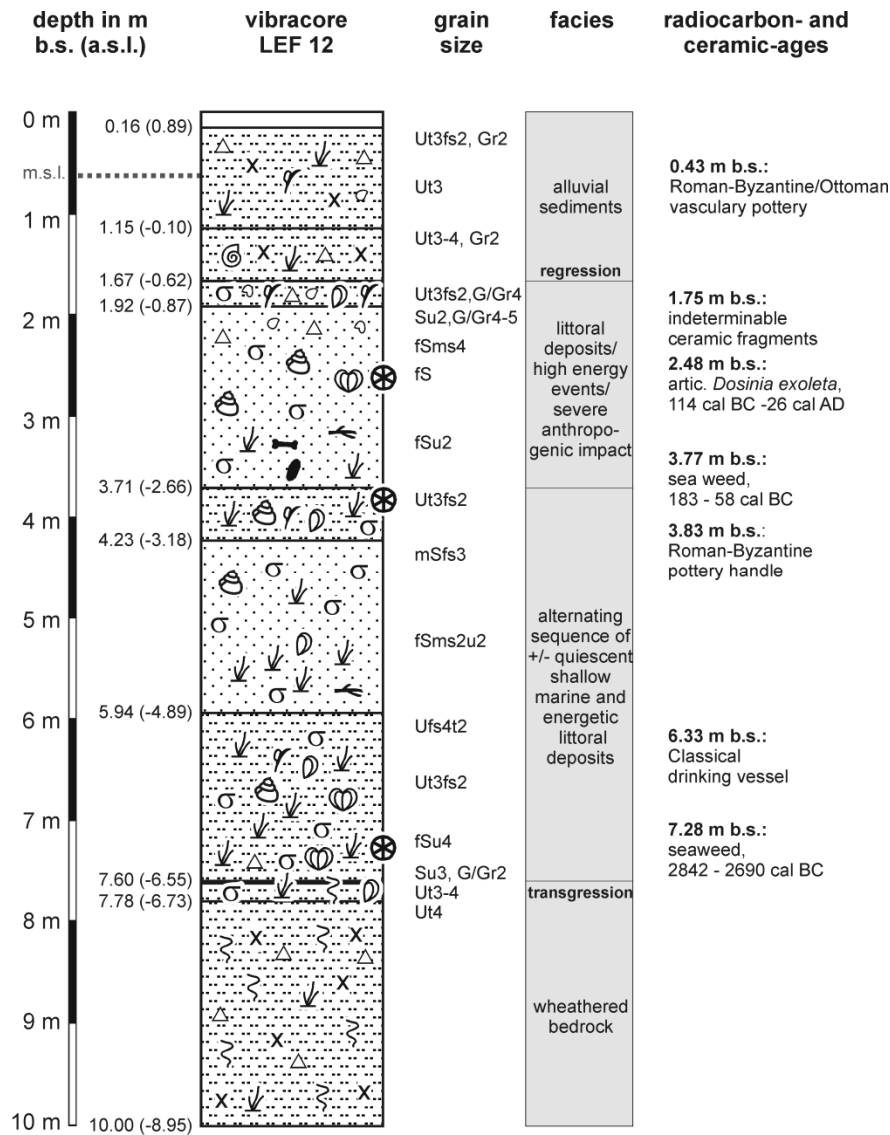 depth in m
b.s. (a.s.l.)
vibracore
LEF 12
grain
size
facies
radiocarbon- and
ceramic-ages
0 m
1 m
2 m
3 m
4 m
5 m
6 m
7 m
8 m
9 m
10 m
m.s.l.
0.16 (0.89)
1.15 (-0.10)
1.67 (-0.62)
1.92 (-0.87)
3.71 (-2.66)
4.23 (-3.18)
5.94 (-4.89)
7.60 (-6.55)
7.78 (-6.73)
10.00 (-8.95)
Ut3fs2, Gr2
Ut3
Ut3-4, Gr2
Ut3fs2,G/Gr4
Su2,G/Gr4-5
fSms4
fS
fSu2
Ut3fs2
mSfs3
fSms2u2
Ufs4t2
Ut3fs2
fSu4
Su3, G/Gr2
Ut3-4
Ut4
alluvial
sediments
regression
littoral
deposits/
high energy
events/
severe
anthropo-
genic impact
alternating
sequence of
+/- quiescent
shallow
marine and
energetic
littoral
deposits
transgression
wheathered
bedrock
0.43 m b.s.:
Roman-Byzantine/Ottoman
vasculary pottery
1.75 m b.s.:
indeterminable
ceramic fragments
2.48 m b.s.:
artic. Dosinia exoleta,
114 cal BC -26 cal AD
3.77 m b.s.:
sea weed,
183 - 58 cal BC
3.83 m b.s.:
Roman-Byzantine
pottery handle
6.33 m b.s.:
Classical
drinking vessel
7.28 m b.s.:
seaweed,
2842 - 2690 cal BC